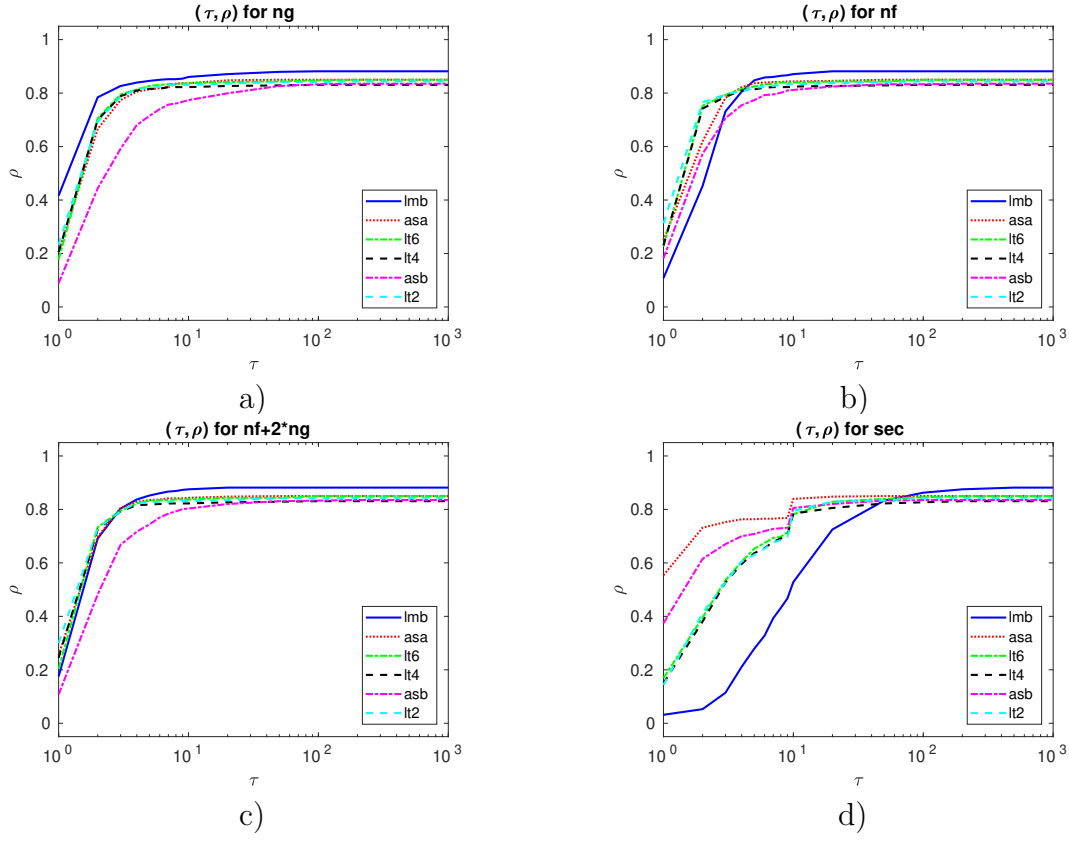 (τ, ρ) for ng
1
0.8
0.6
0.4
0.2
0
ρ
lmb
asa
lt6
lt4
asb
lt2
10^0 10^1 10^2 10^3
τ
a)
(τ, ρ) for nf
1
0.8
0.6
0.4
0.2
0
ρ
lmb
asa
lt6
lt4
asb
lt2
10^0 10^1 10^2 10^3
τ
b)
(τ, ρ) for nf+2*ng
1
0.8
0.6
0.4
0.2
0
ρ
lmb
asa
lt6
lt4
asb
lt2
10^0 10^1 10^2 10^3
τ
c)
(τ, ρ) for sec
1
0.8
0.6
0.4
0.2
0
ρ
lmb
asa
lt6
lt4
asb
lt2
10^0 10^1 10^2 10^3
τ
d)